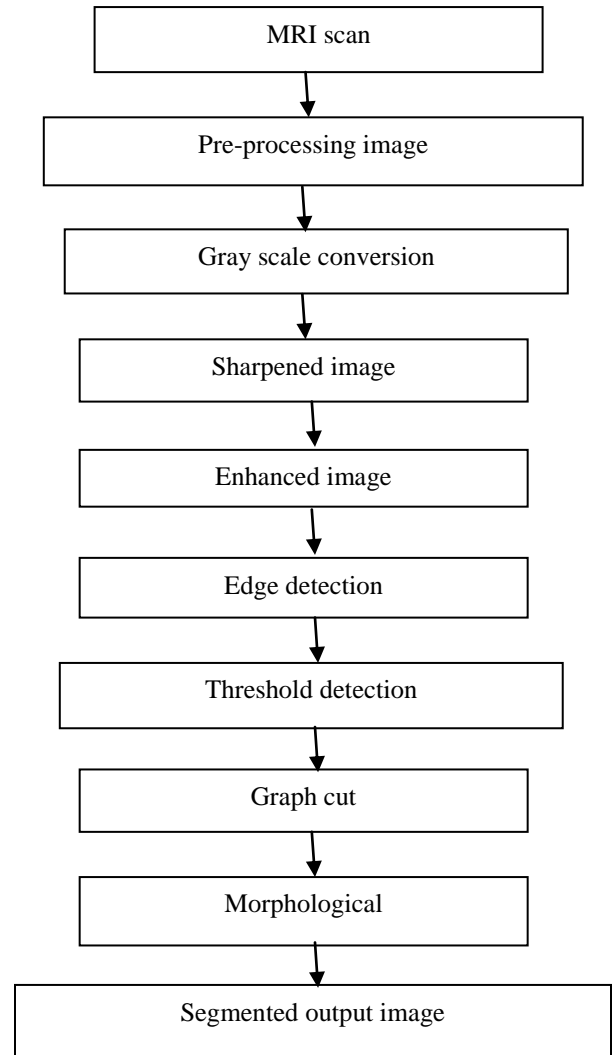 MRI scan
Pre-processing image
Gray scale conversion
Sharpened image
Enhanced image
Edge detection
Threshold detection
Graph cut
Morphological
Segmented output image